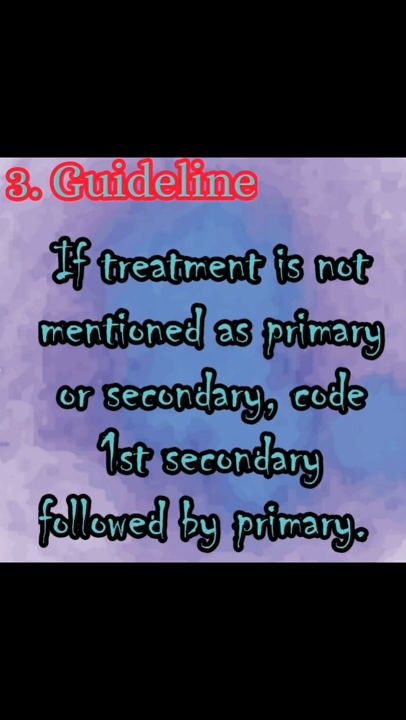 3. Guideline
If treatment is not
mentioned as primary
or secondary, code
1st secondary
followed by primary.